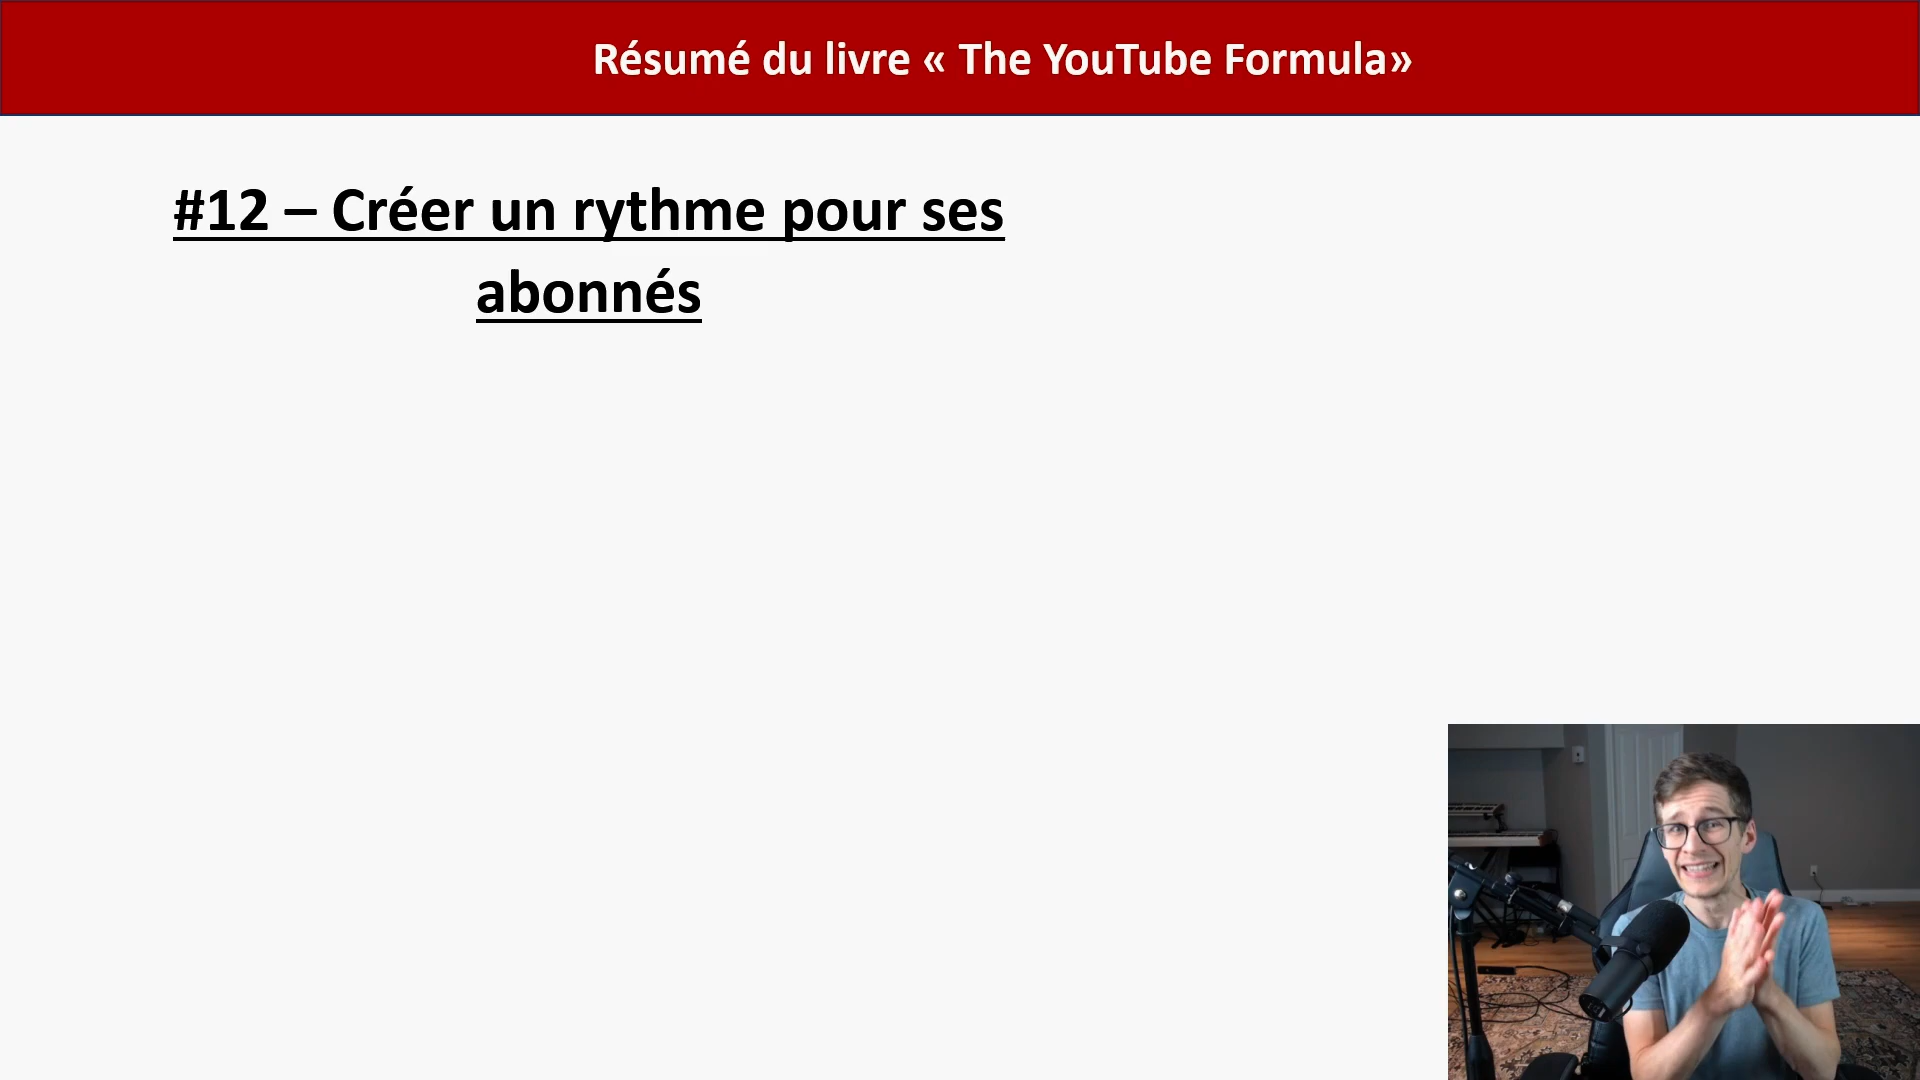 Résumé du livre « The YouTube Formula»
#12 – Créer un rythme pour ses
abonnés